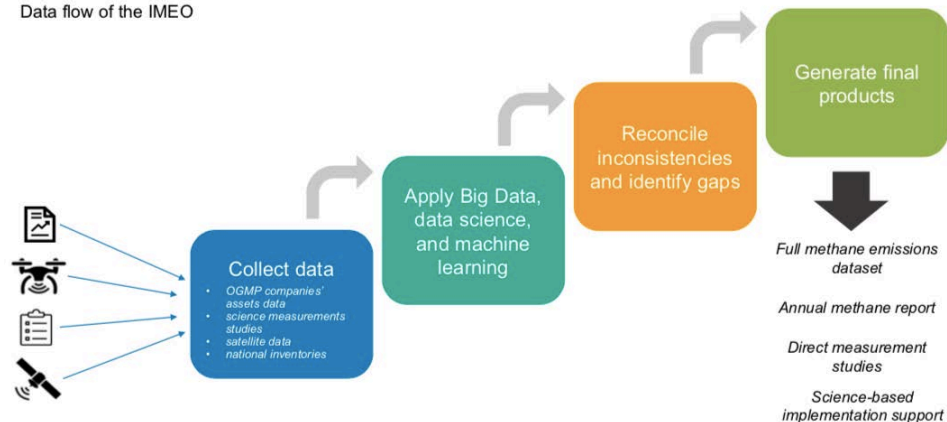 Data flow of the IMEO
Collect data
• OGMP companies’
assets data
• science measurements
studies
• satellite data
• national inventories
Apply Big Data,
data science,
and machine
learning
Reconcile
inconsistencies
and identify gaps
Generate final
products
Full methane emissions
dataset
Annual methane report
Direct measurement
studies
Science-based
implementation support